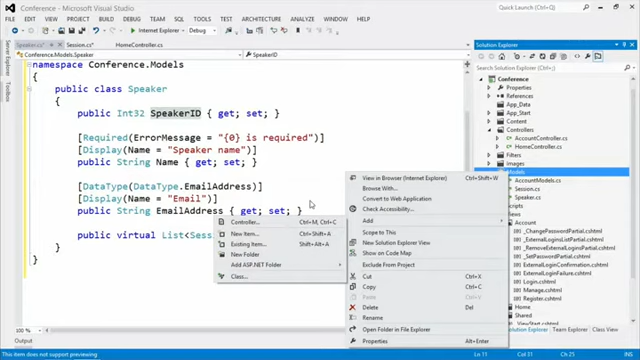 Conference - Microsoft Visual Studio
Quick Launch (Ctrl+Q)
FILE EDIT VIEW PROJECT BUILD DEBUG TEAM SQL TOOLS TEST ARCHITECTURE ANALYZE WINDOW HELP
Internet Explorer Debug
Speaker.cs* Session.cs HomeController.cs
Conference.Models.Speaker SpeakerID
Server Explorer
Toolbox
namespace Conference.Models
{
public class Speaker
{
public Int32 SpeakerID { get; set; }
[Required(ErrorMessage = "{0} is required")]
[Display(Name = "Speaker name")]
public String Name { get; set; }
[DataType(DataType.EmailAddress)]
[Display(Name = "Email")]
public String EmailAddress { get; set; }
public virtual List<Sess
}
}
100 %
Controller... Ctrl+M, Ctrl+C
New Item... Ctrl+Shift+A
Existing Item... Shift+Alt+A
New Folder
Add ASP.NET Folder
Class...
View in Browser (Internet Explorer) Ctrl+Shift+W
Browse With...
Convert to Web Application
Check Accessibility...
Add
Scope to This
New Solution Explorer View
Show on Code Map
Exclude From Project
Cut Ctrl+X
Copy Ctrl+C
Paste
Delete Del
Rename
Open Folder in File Explorer
Properties Alt+Enter
Solution Explorer
Search Solution Explorer (Ctrl+;)
Conference
Properties
References
App_Data
App_Start
Content
Controllers
AccountController.cs
HomeController.cs
Filters
Images
Models
AccountModels.cs
Session.cs
Speaker.cs
Scripts
Views
Account
_ChangePasswordPartial.cshtml
_ExternalLoginsListPartial.cshtml
_SetPasswordPartial.cshtml
ExternalLoginConfirmation.cshtml
ExternalLoginFailure.cshtml
Login.cshtml
Manage.cshtml
Register.cshtml
_ViewStart.cshtml
Team Explorer Class View
This item does not support previewing
Ln 11 Col 31 INS